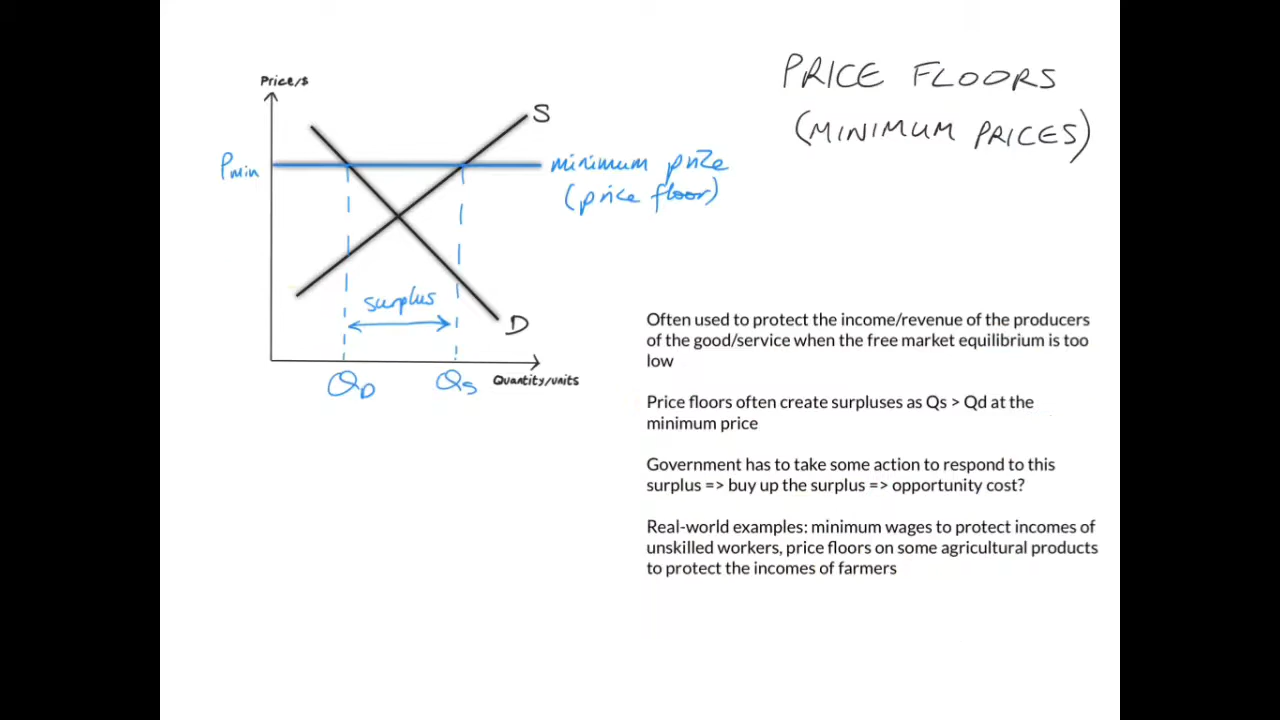 PRICE FLOORS
(MINIMUM PRICES)
Price/$
S
Pmin
minimum price
(price floor)
surplus
D
QD
Qs
Quantity/units
Often used to protect the income/revenue of the producers
of the good/service when the free market equilibrium is too
low
Price floors often create surpluses as Qs > Qd at the
minimum price
Government has to take some action to respond to this
surplus => buy up the surplus => opportunity cost?
Real-world examples: minimum wages to protect incomes of
unskilled workers, price floors on some agricultural products
to protect the incomes of farmers